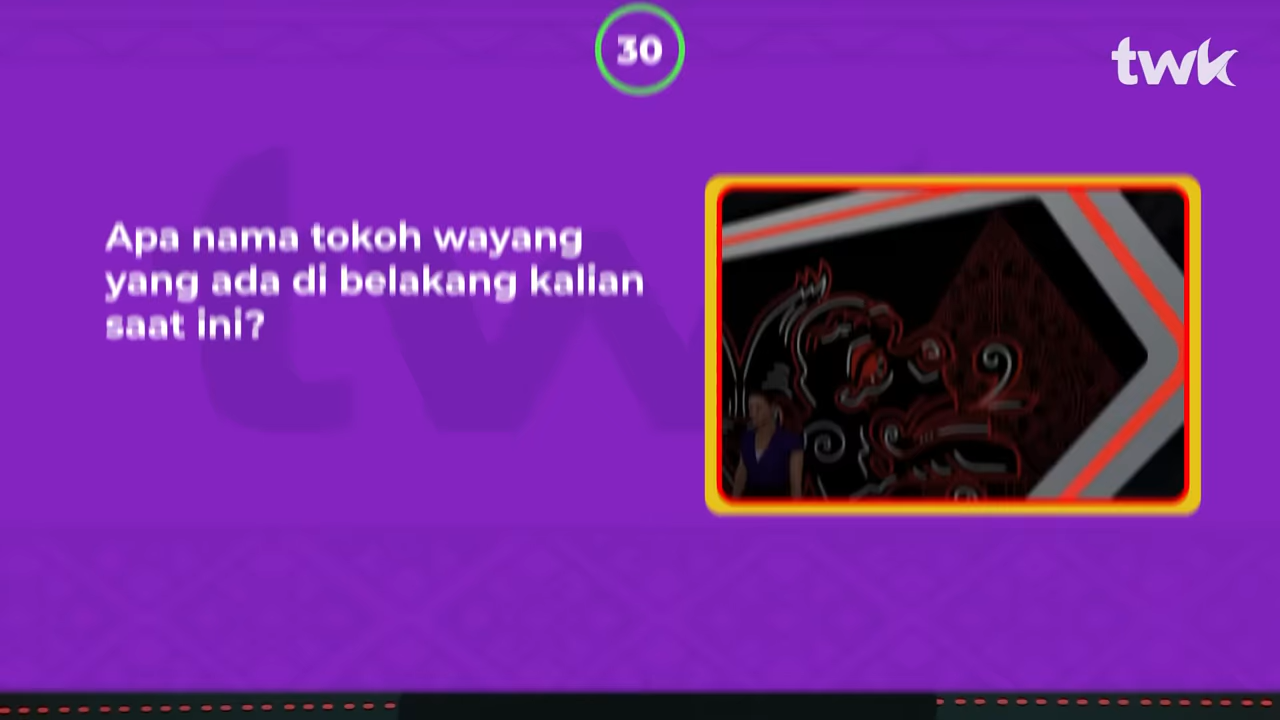 30
twk
Apa nama tokoh wayang
yang ada di belakang kalian
saat ini?